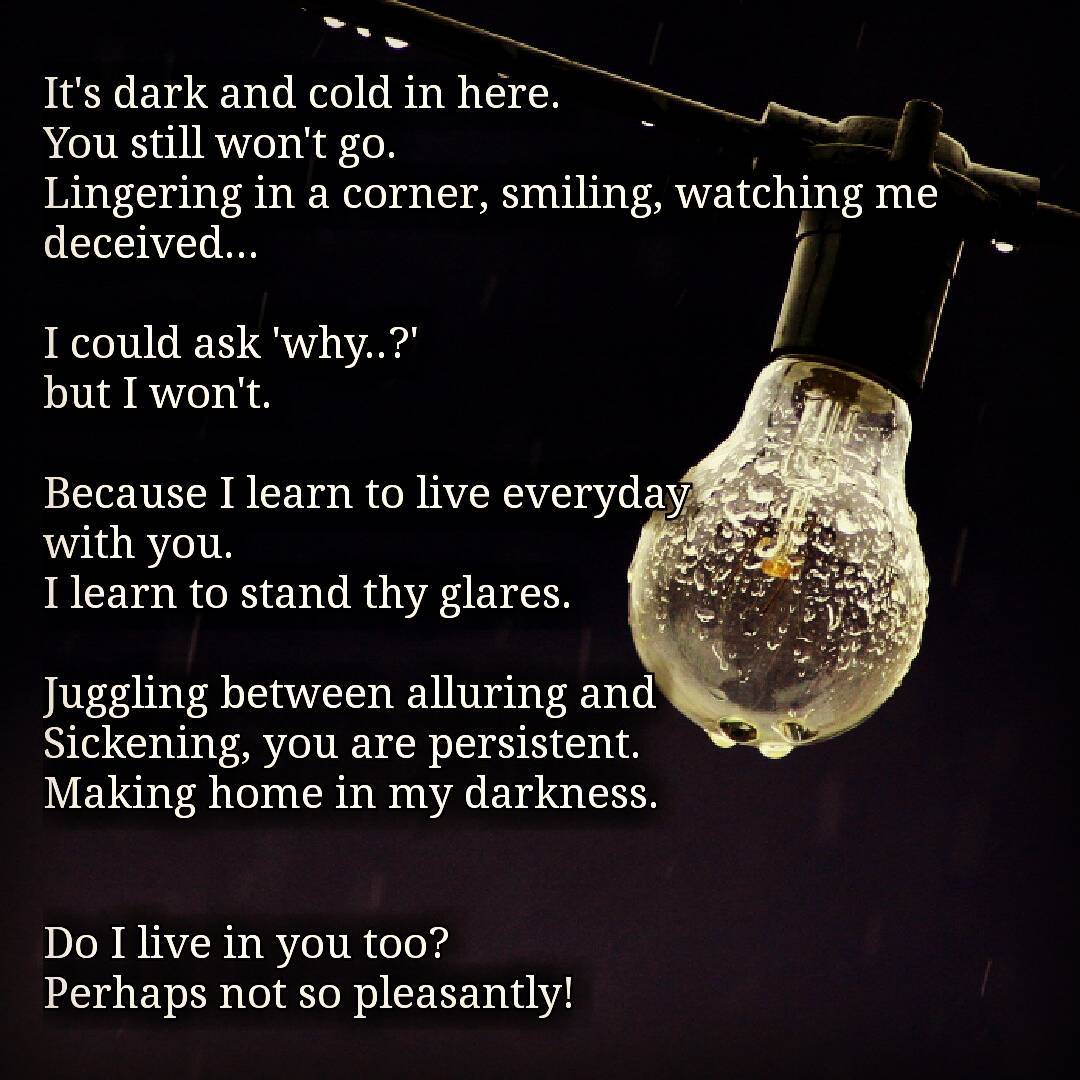 It's dark and cold in here.
You still won't go.
Lingering in a corner, smiling, watching me
deceived...
I could ask 'why..?'
but I won't.
Because I learn to live everyday
with you.
I learn to stand thy glares.
Juggling between alluring and
Sickening, you are persistent.
Making home in my darkness.
Do I live in you too?
Perhaps not so pleasantly!